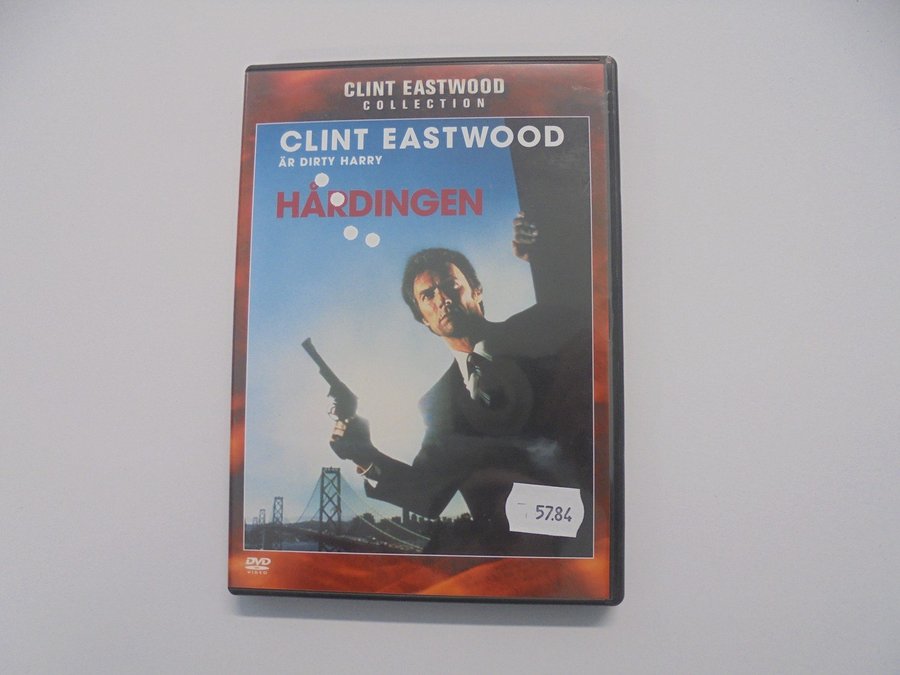 CLINT EASTWOOD
COLLECTION
CLINT EASTWOOD
ÄR DIRTY HARRY
HÅRDINGEN
57.84
DVD
VIDEO